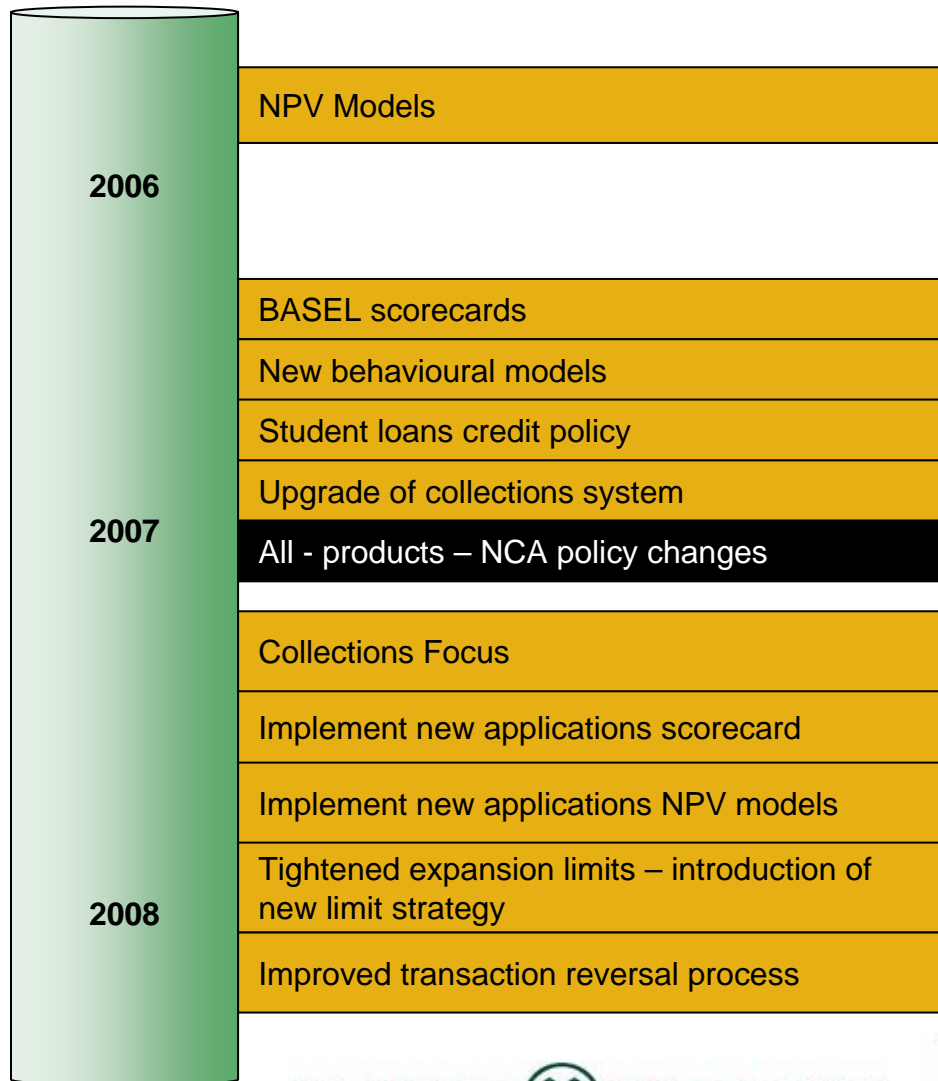 NPV Models
2006
BASEL scorecards
New behavioural models
Student loans credit policy
Upgrade of collections system
2007
All - products – NCA policy changes
Collections Focus
Implement new applications scorecard
Implement new applications NPV models
Tightened expansion limits – introduction of
new limit strategy
2008
Improved transaction reversal process